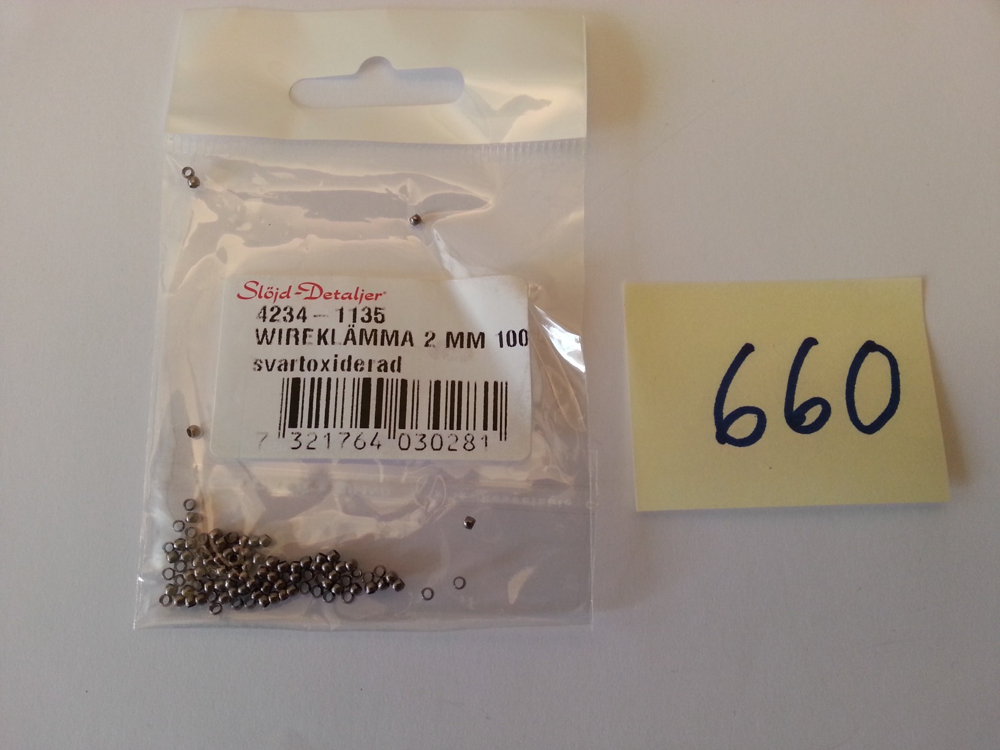 Slöjd-Detaljer®
4234-1135
WIREKLÄMMA 2 MM 100
svartoxiderad
7 321764 030281
660